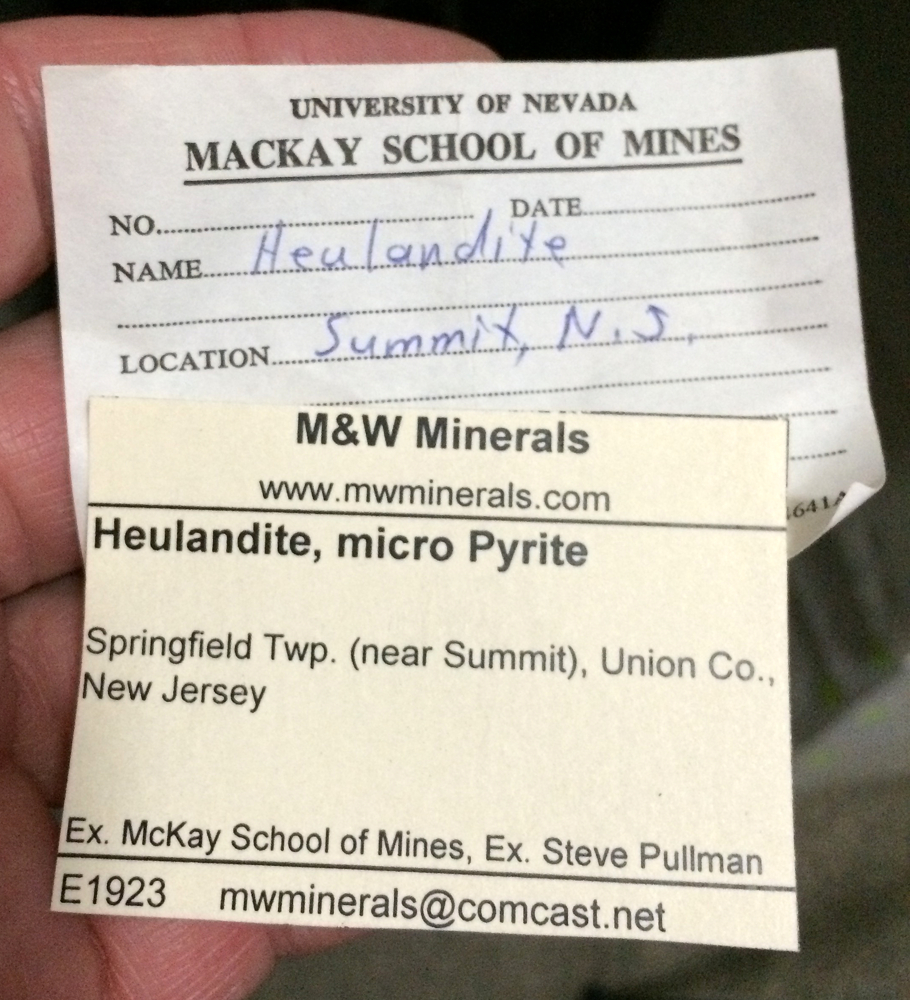 UNIVERSITY OF NEVADA
MACKAY SCHOOL OF MINES
NO. DATE
NAME Heulandite
LOCATION Summit, N.J.
641A
M&W Minerals
www.mwminerals.com
Heulandite, micro Pyrite
Springfield Twp. (near Summit), Union Co.,
New Jersey
Ex. McKay School of Mines, Ex. Steve Pullman
E1923 mwminerals@comcast.net